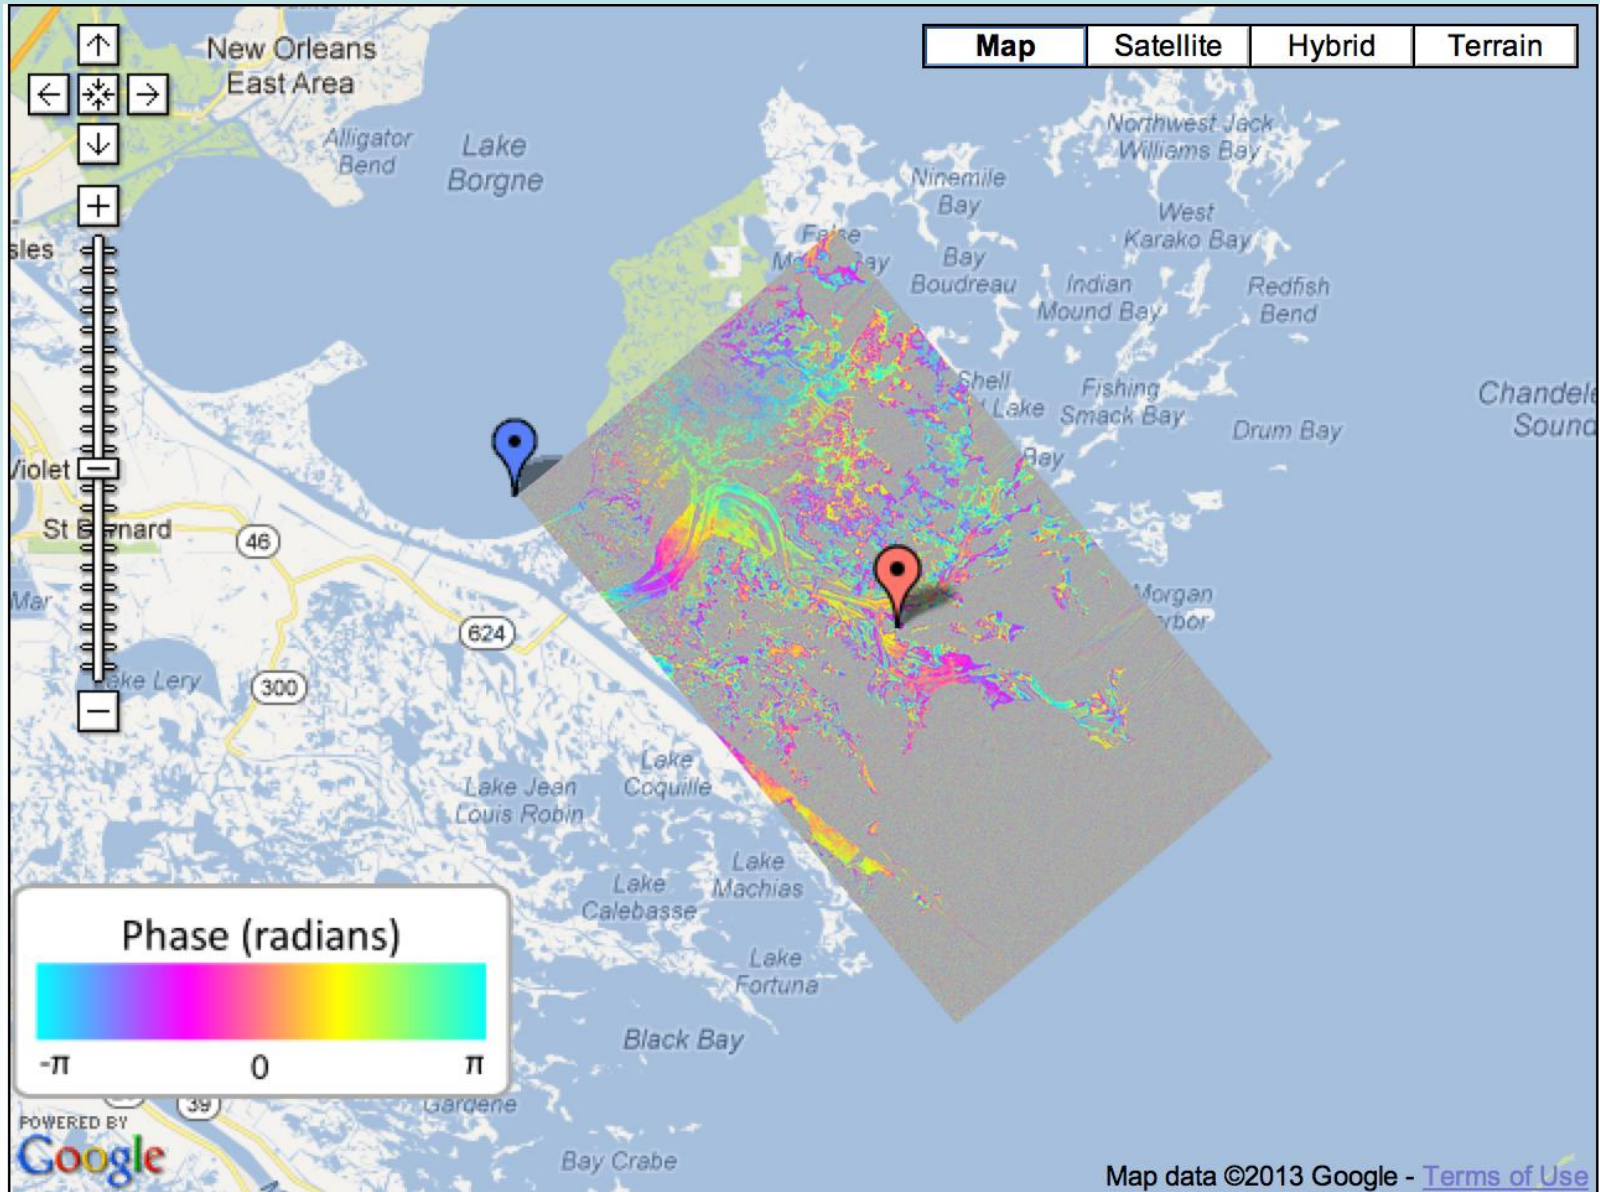 New Orleans
East Area
Map
Satellite
Hybrid
Terrain
Alligator
Bend
Lake
Borgne
Northwest Jack
Williams Bay
Ninemile
Bay
West
Karako Bay
False
Bay
Boudreau
Indian
Mound Bay
Redfish
Bend
Shell
Lake
Fishing
Smack Bay
Drum Bay
Bay
Sound
46
624
300
Morgan
Lake
Coquille
Lake Jean
Louis Robin
Lake
Machias
Lake
Calebasse
Lake
Fortuna
Black Bay
Phase (radians)
-π
0
π
39
Gardene
Bay Crabe
POWERED BY
Google
Map data ©2013 Google - Terms of Use